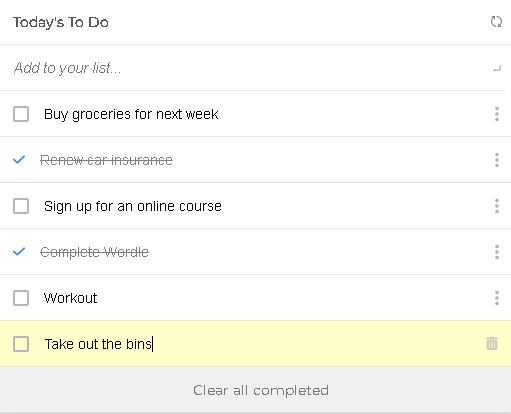 Today's To Do
Add to your list...
Buy groceries for next week
Renew car insurance
Sign up for an online course
Complete Wordle
Workout
Take out the bins
Clear all completed